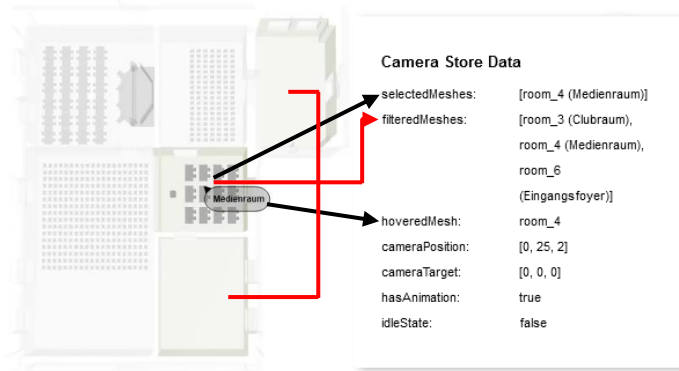 Camera Store Data
selectedMeshes: [room_4 (Medienraum)]
filteredMeshes: [room_3 (Clubraum),
room_4 (Medienraum),
room_6
(Eingangsfoyer)]
Medienraum
hoveredMesh: room_4
cameraPosition: [0, 25, 2]
cameraTarget: [0, 0, 0]
hasAnimation: true
idleState: false